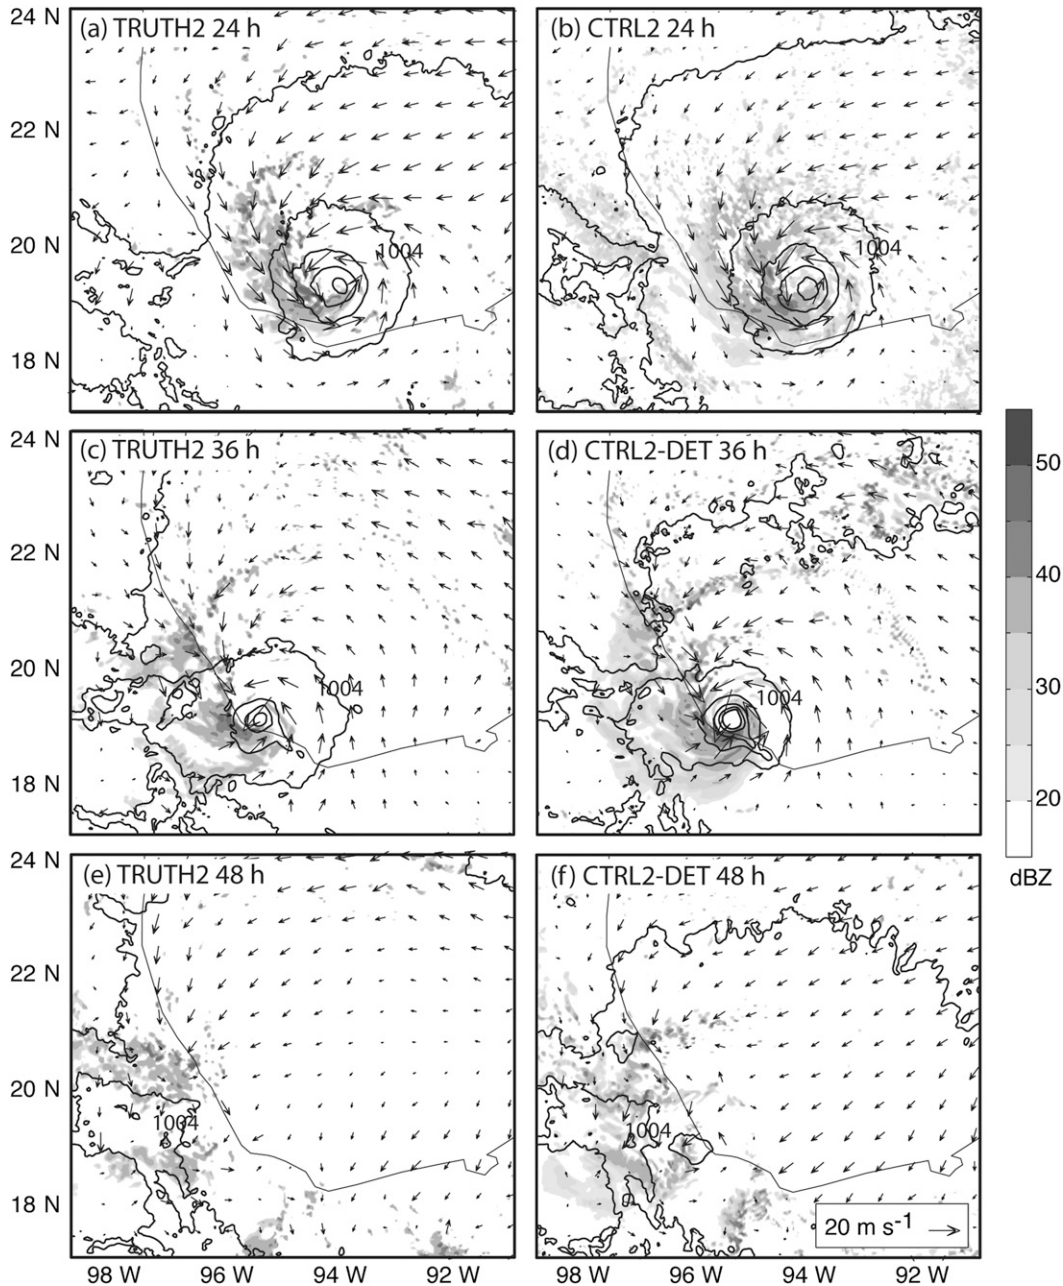 24 N
(a) TRUTH2 24 h
(b) CTRL2 24 h
22 N
20 N
1004
1004
18 N
24 N
(c) TRUTH2 36 h
(d) CTRL2-DET 36 h
22 N
20 N
1004
1004
18 N
50
40
30
20
dBZ
24 N
(e) TRUTH2 48 h
(f) CTRL2-DET 48 h
22 N
20 N
1004
1004
18 N
20 m s-1
98 W 96 W 94 W 92 W
98 W 96 W 94 W 92 W